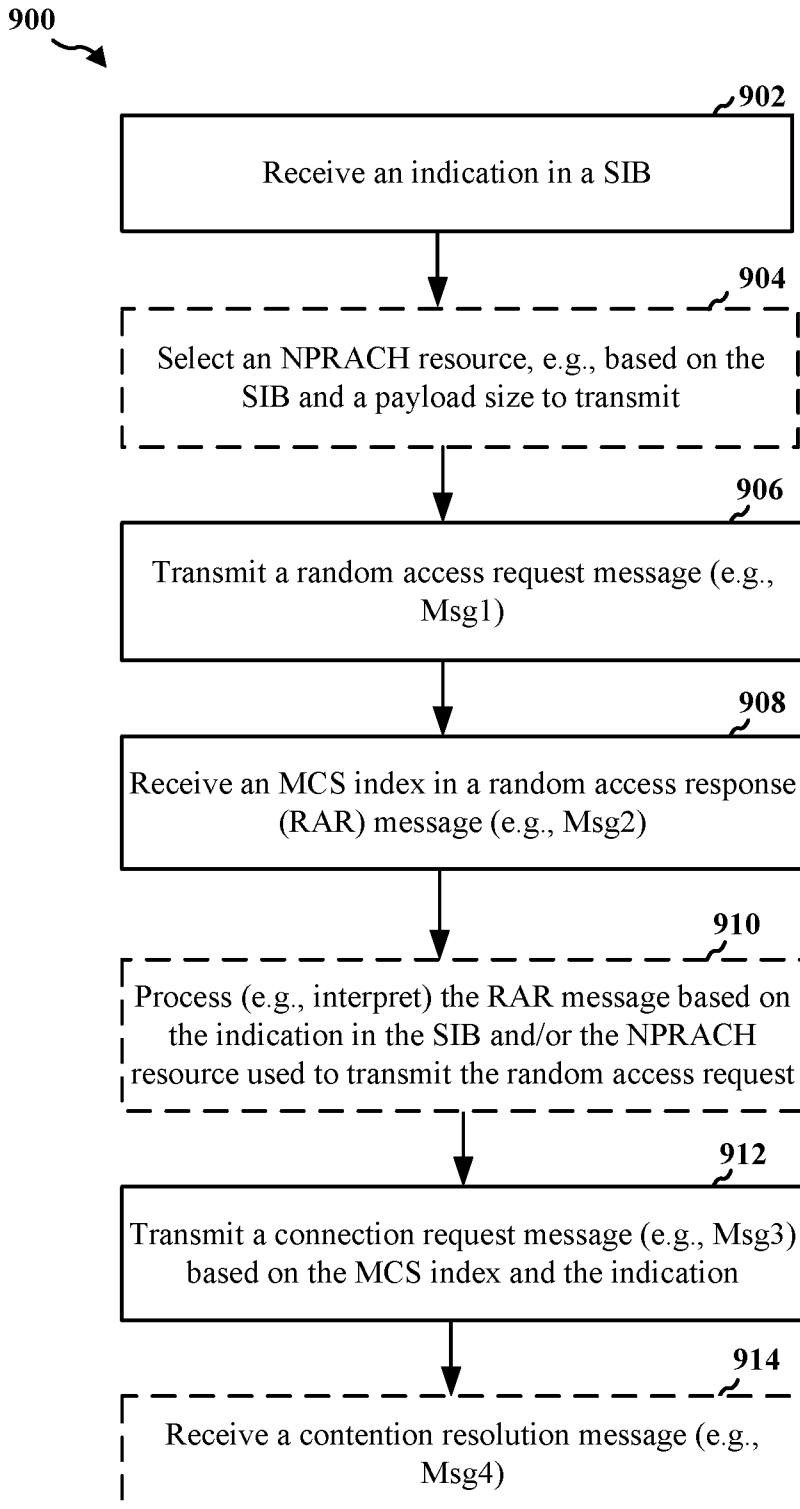 900
902
Receive an indication in a SIB
904
Select an NPRACH resource, e.g., based on the
SIB and a payload size to transmit
906
Transmit a random access request message (e.g.,
Msg1)
908
Receive an MCS index in a random access response
(RAR) message (e.g., Msg2)
910
Process (e.g., interpret) the RAR message based on
the indication in the SIB and/or the NPRACH
resource used to transmit the random access request
912
Transmit a connection request message (e.g., Msg3)
based on the MCS index and the indication
914
Receive a contention resolution message (e.g.,
Msg4)